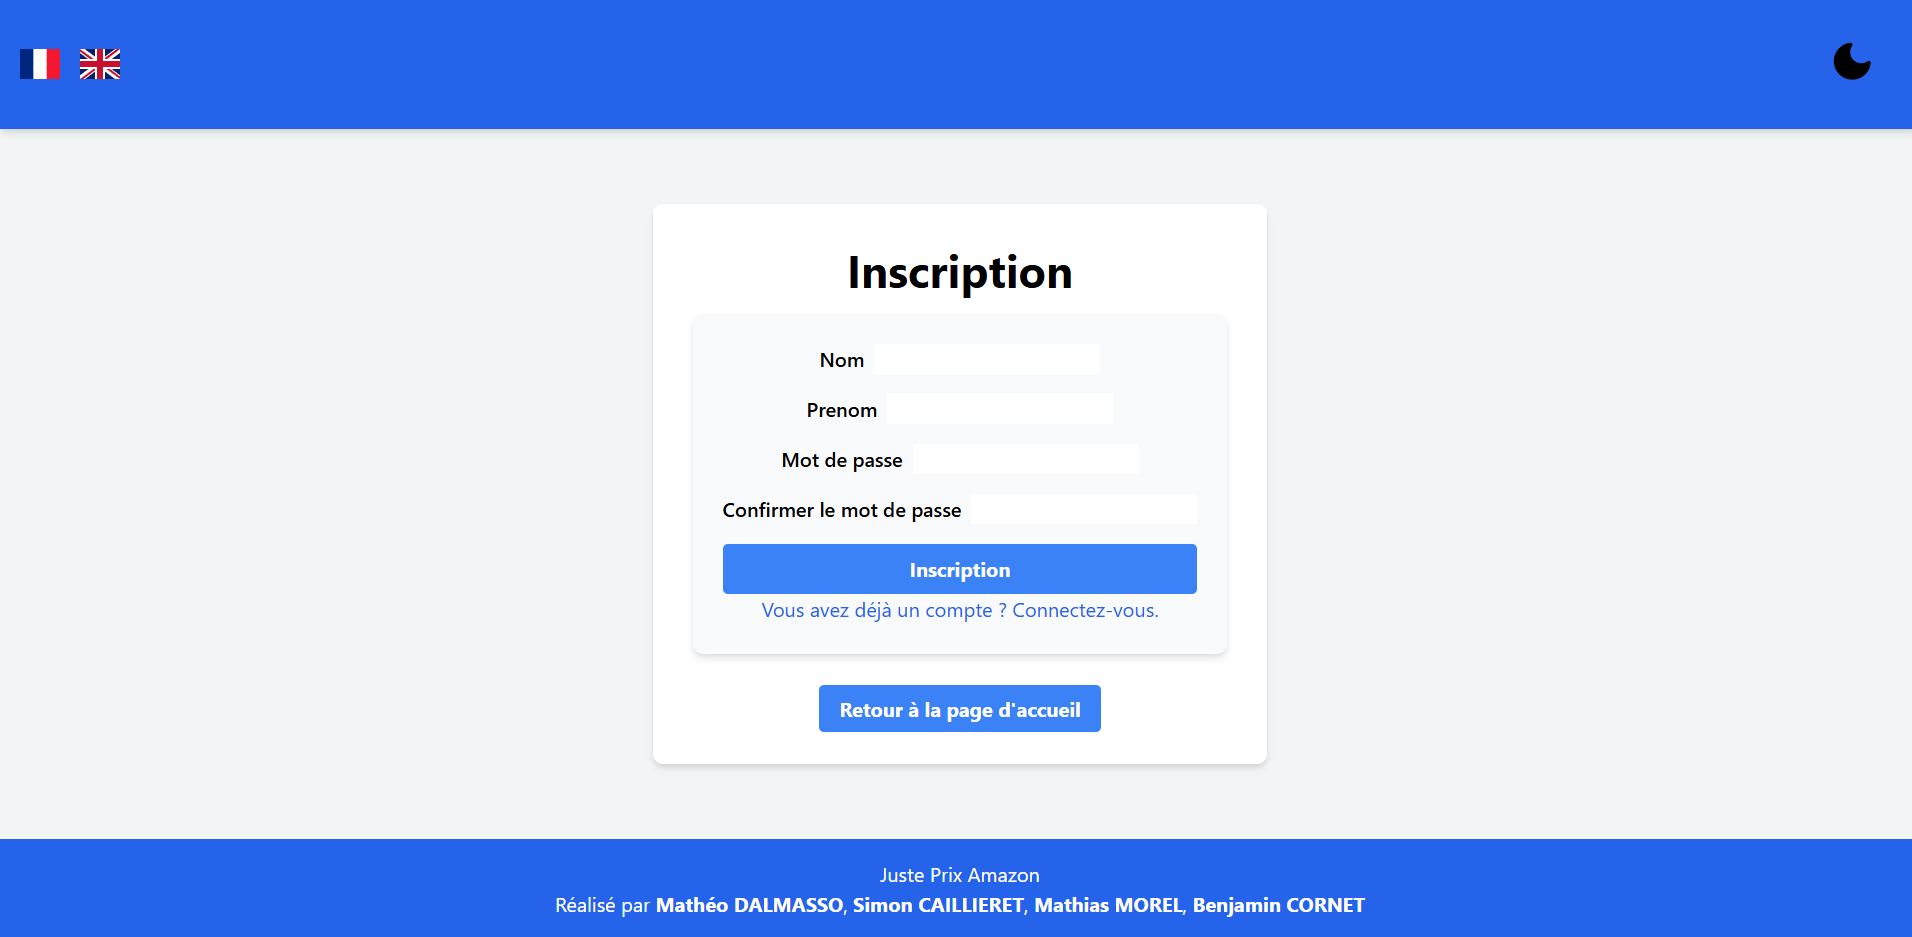 Inscription
Nom
Prenom
Mot de passe
Confirmer le mot de passe
Inscription
Vous avez déjà un compte ? Connectez-vous.
Retour à la page d'accueil
Juste Prix Amazon
Réalisé par Mathéo DALMASSO, Simon CAILLIERET, Mathias MOREL, Benjamin CORNET